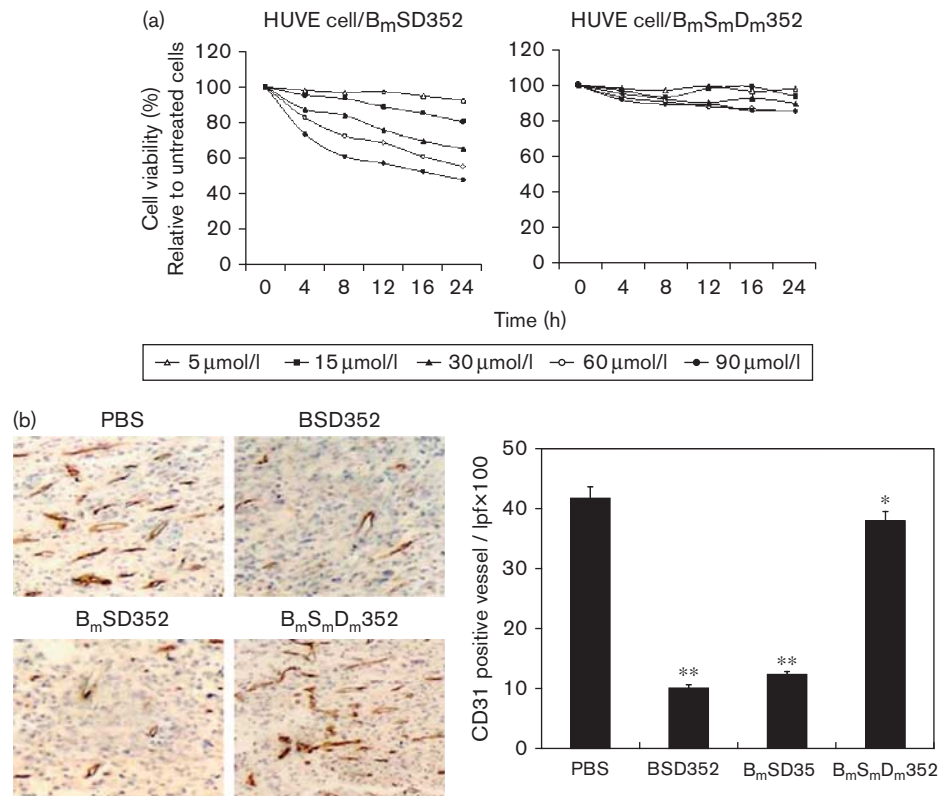 (a)
HUVE cell/BmSD352
HUVE cell/BmSmDm352
Cell viability (%)
Relative to untreated cells
120
100
80
60
40
20
0
0 4 8 12 16 24
120
100
80
60
40
20
0
0 4 8 12 16 24
Time (h)
5 µmol/l 15 µmol/l 30 µmol/l 60 µmol/l 90 µmol/l
(b)
PBS
BSD352
BmSD352
BmSmDm352
CD31 positive vessel / lpf×100
50
40
30
20
10
0
**
**
*
PBS BSD352 BmSD35 BmSmDm352